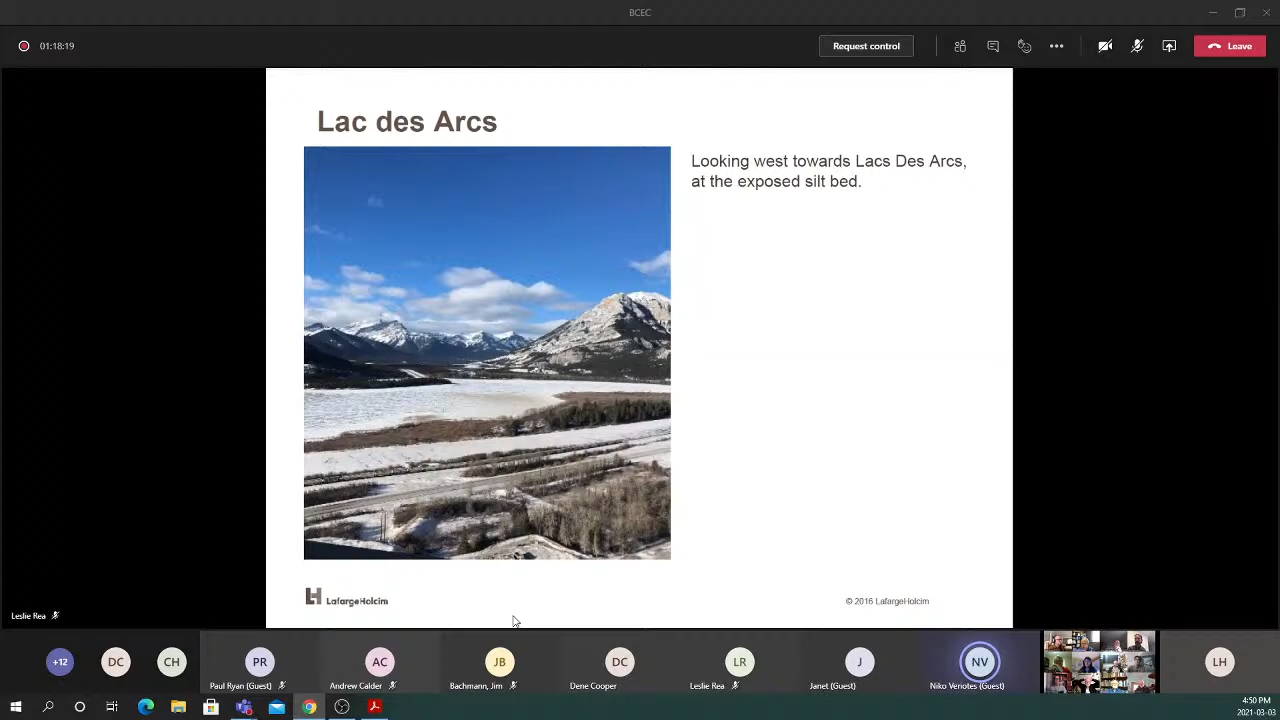 BCEC
01:18:19
Request control
Leave
Lac des Arcs
Looking west towards Lacs Des Arcs,
at the exposed silt bed.
LH LafargeHolcim
© 2016 LafargeHolcim
Leslie Rea
+12
DC
CH
PR
AC
JB
DC
LR
J
NV
LH
Paul Ryan (Guest)
Andrew Calder
Bachmann, Jim
Dene Cooper
Leslie Rea
Janet (Guest)
Niko Veriotes (Guest)
4:50 PM
2021-03-03